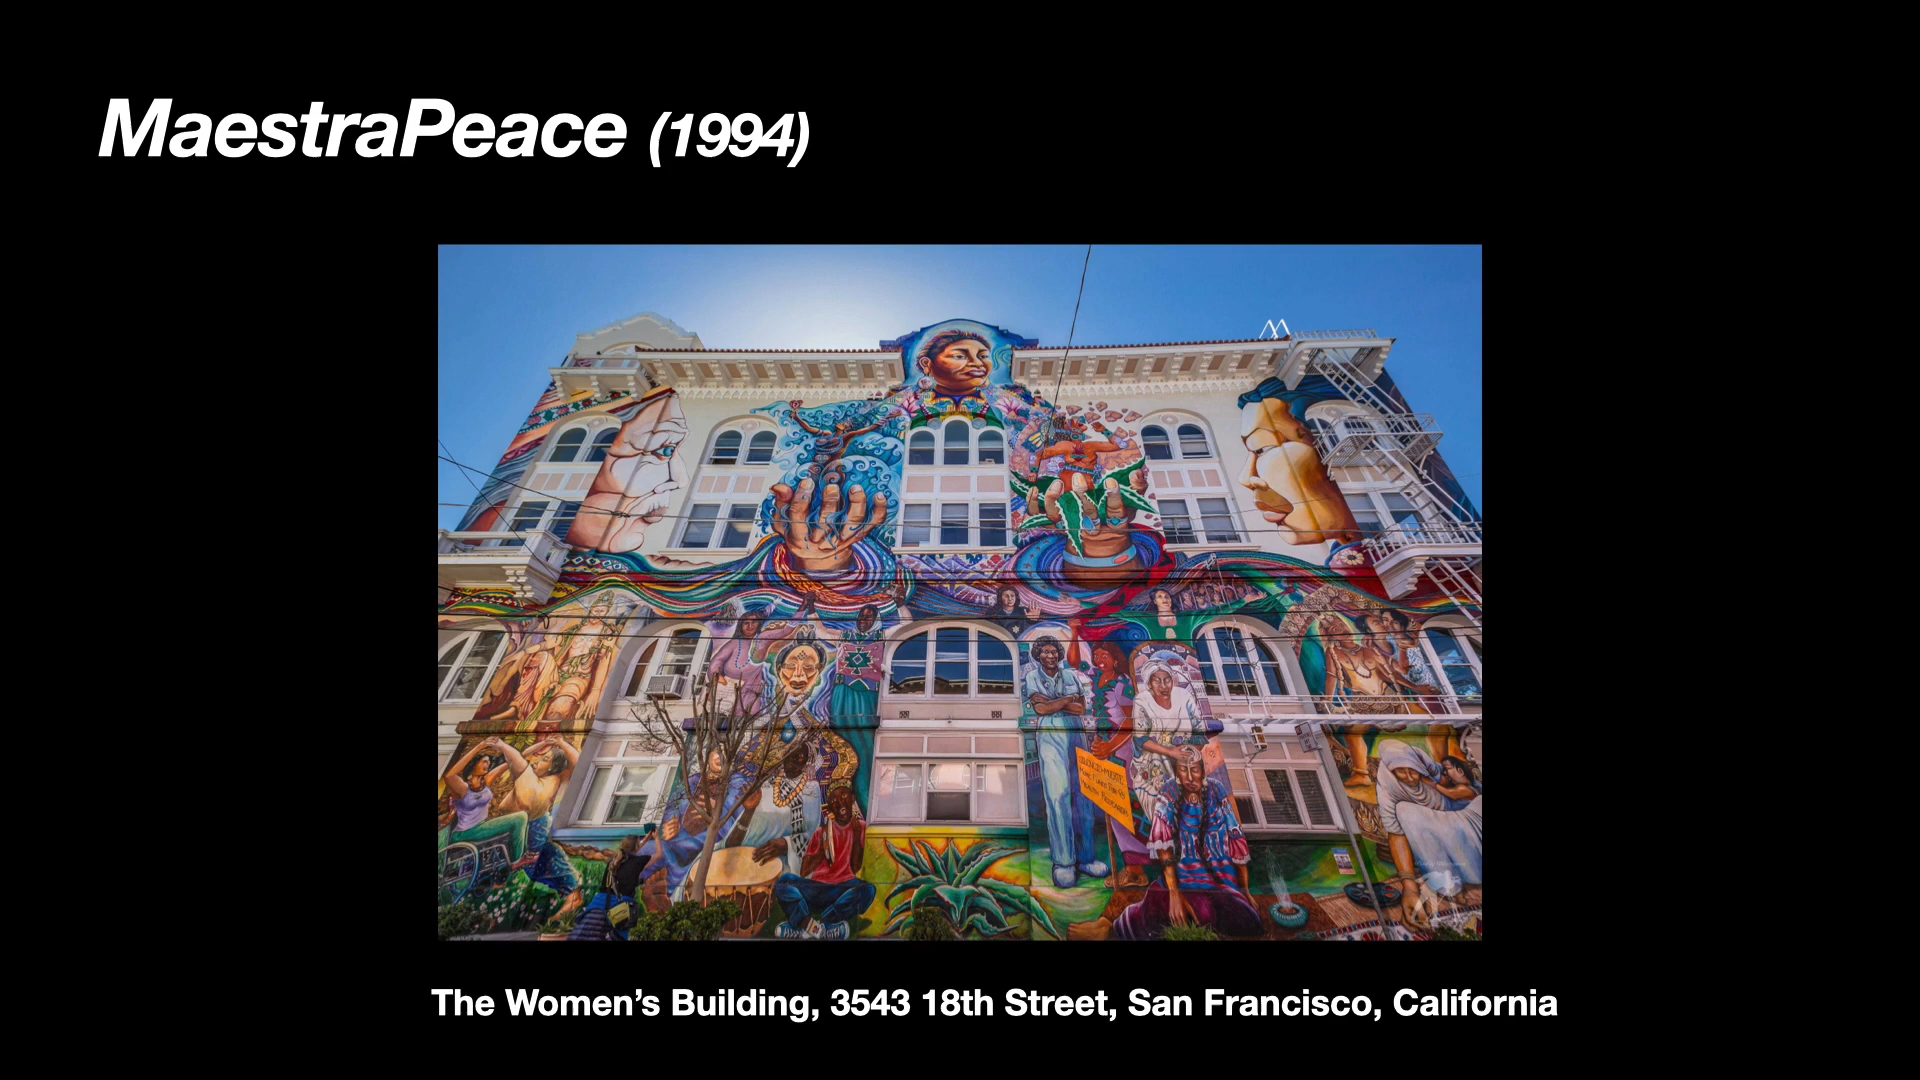 MaestraPeace (1994)
The Women’s Building, 3543 18th Street, San Francisco, California